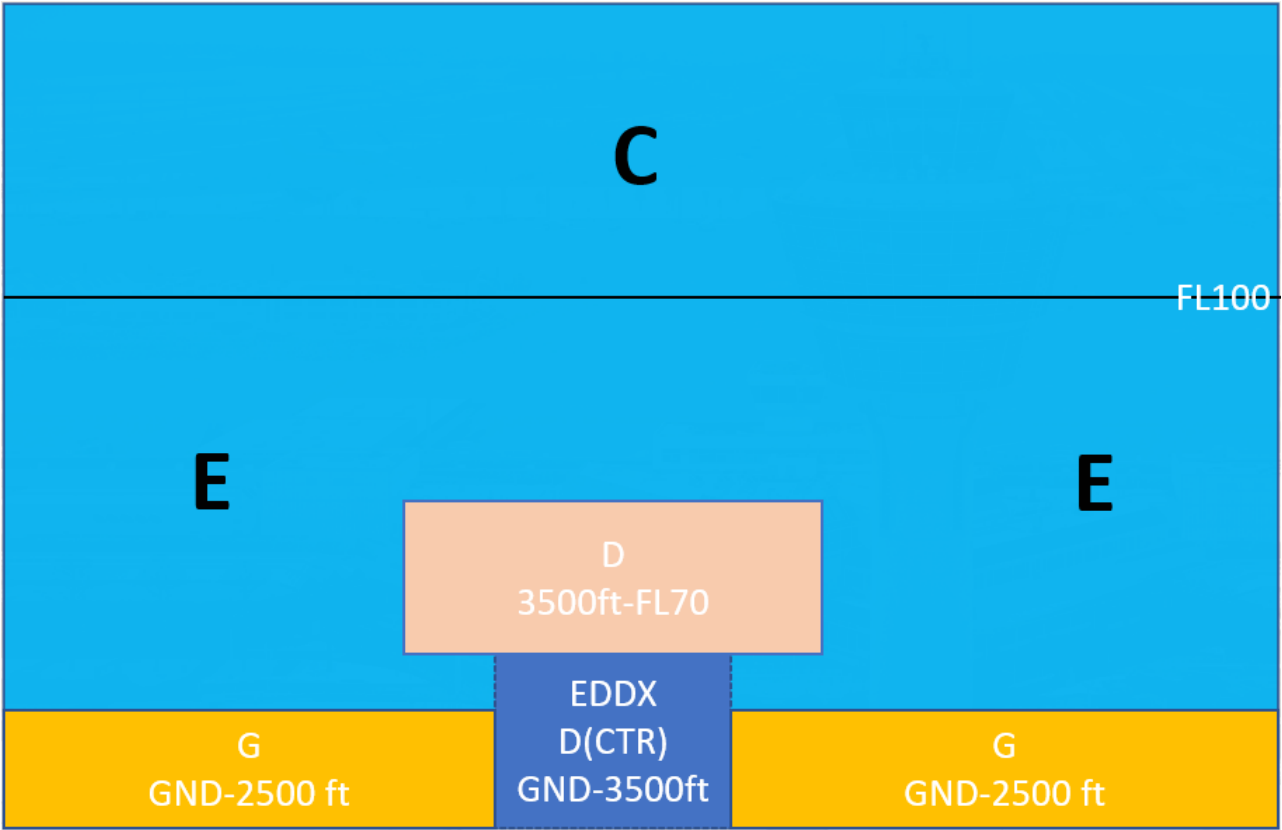 C
FL100
E
E
D
3500ft-FL70
EDDX
D(CTR)
GND-3500ft
G
GND-2500 ft
G
GND-2500 ft